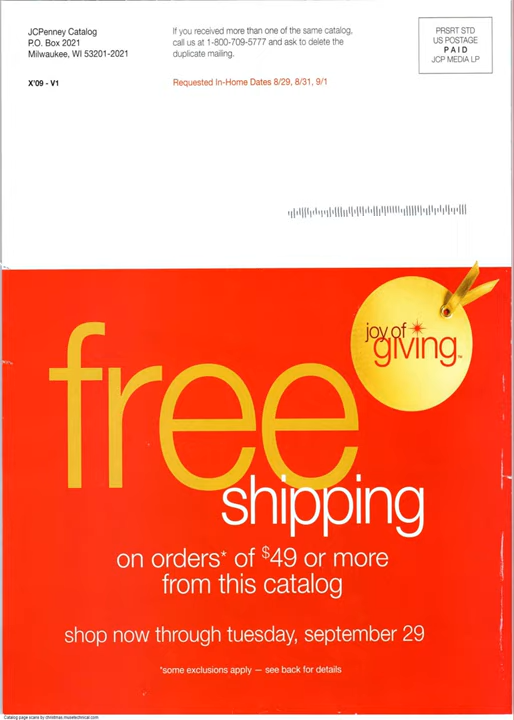 JCPenney Catalog
P.O. Box 2021
Milwaukee, WI 53201-2021
X'09 - V1
If you received more than one of the same catalog,
call us at 1-800-709-5777 and ask to delete the
duplicate mailing.
Requested In-Home Dates 8/29, 8/31, 9/1
PRSRT STD
US POSTAGE
PAID
JCP MEDIA LP
joy of
giving™
free
shipping
on orders* of $49 or more
from this catalog
shop now through tuesday, september 29
*some exclusions apply — see back for details
Catalog page scans by christmas.musetechnical.com